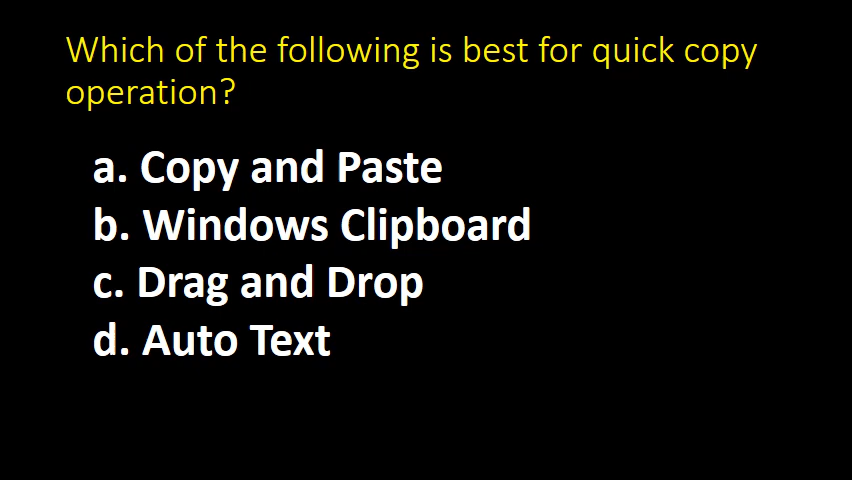 Which of the following is best for quick copy
operation?
a. Copy and Paste
b. Windows Clipboard
c. Drag and Drop
d. Auto Text